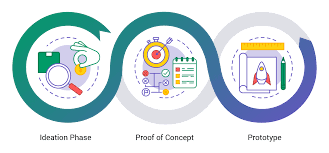 Ideation Phase
Proof of Concept
Prototype